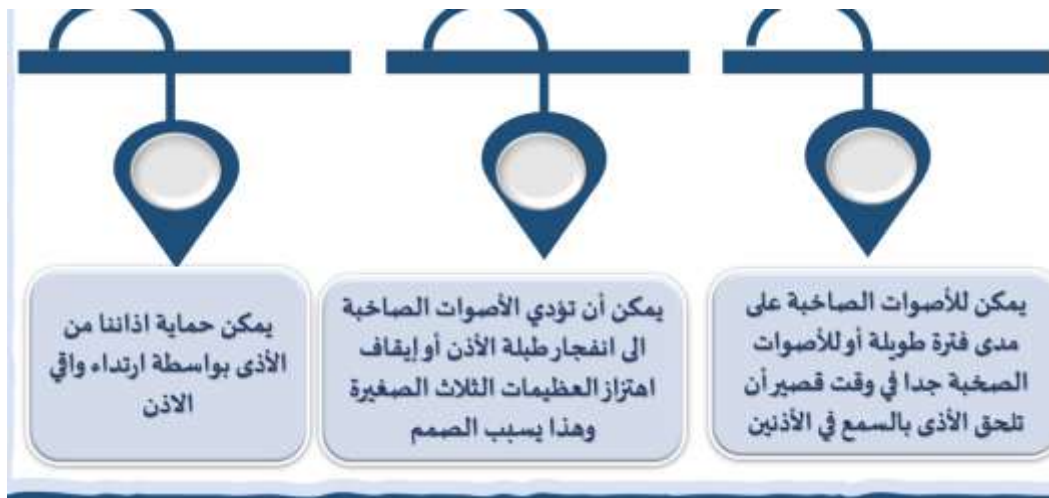 يمكن للأصوات الصاخبة على
مدى فترة طويلة أو للأصوات
الصخبة جدا في وقت قصير أن
تلحق الأذى بالسمع في الأذنين
يمكن أن تؤدي الأصوات الصاخبة
الى انفجار طبلة الأذن أو إيقاف
اهتزاز العظيمات الثلاث الصغيرة
وهذا يسبب الصمم
يمكن حماية اذاننا من
الأذى بواسطة ارتداء واقي
الاذن